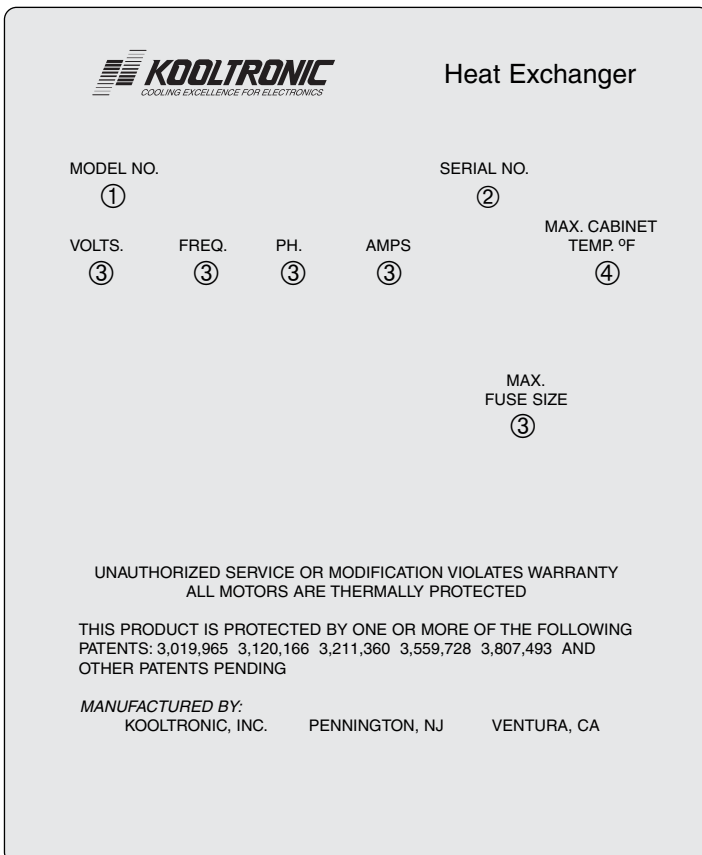 KOOLTRONIC
COOLING EXCELLENCE FOR ELECTRONICS
Heat Exchanger
MODEL NO.
①
SERIAL NO.
②
VOLTS.
③
FREQ.
③
PH.
③
AMPS
③
MAX. CABINET
TEMP. ºF
④
MAX.
FUSE SIZE
③
UNAUTHORIZED SERVICE OR MODIFICATION VIOLATES WARRANTY
ALL MOTORS ARE THERMALLY PROTECTED
THIS PRODUCT IS PROTECTED BY ONE OR MORE OF THE FOLLOWING
PATENTS: 3,019,965 3,120,166 3,211,360 3,559,728 3,807,493 AND
OTHER PATENTS PENDING
MANUFACTURED BY:
KOOLTRONIC, INC. PENNINGTON, NJ VENTURA, CA